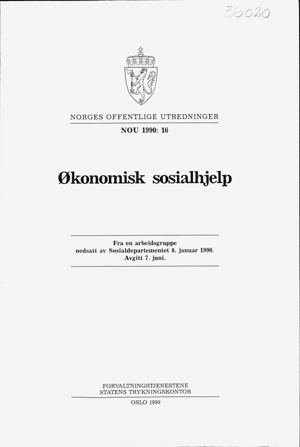 36020
NORGES OFFENTLIGE UTREDNINGER
NOU 1990: 16
Økonomisk sosialhjelp
Fra en arbeidsgruppe
nedsatt av Sosialdepartementet 8. januar 1990.
Avgitt 7. juni.
FORVALTNINGSTJENESTENE
STATENS TRYKNINGSKONTOR
OSLO 1990